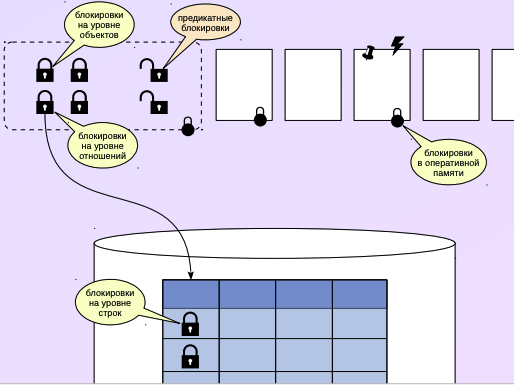 блокировки
на уровне
объектов
предикатные
блокировки
блокировки
на уровне
отношений
блокировки
в оперативной
памяти
блокировки
на уровне
строк